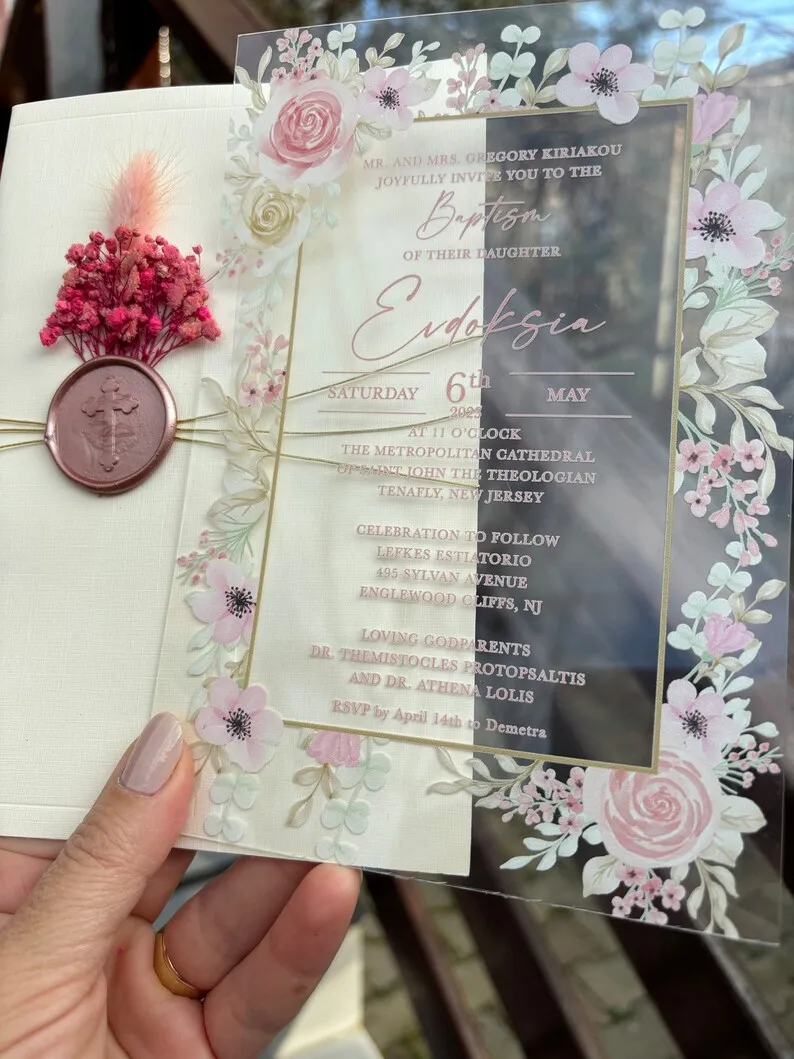 MR. AND MRS. GREGORY KIRIAKOU
JOYFULLY INVITE YOU TO THE
Baptism
OF THEIR DAUGHTER
Evdoksia
SATURDAY 6th MAY
2023
AT 11 O'CLOCK
THE METROPOLITAN CATHEDRAL
OF SAINT JOHN THE THEOLOGIAN
TENAFLY, NEW JERSEY
CELEBRATION TO FOLLOW
LEFKES ESTIATORIO
495 SYLVAN AVENUE
ENGLEWOOD CLIFFS, NJ
LOVING GODPARENTS
DR. THEMISTOCLES PROTOPSALTIS
AND DR. ATHENA LOLIS
RSVP by April 14th to Demetra